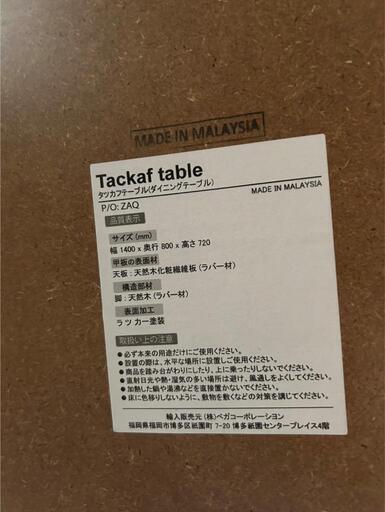 MADE IN MALAYSIA
Tackaf table
タツカフテーブル(ダイニングテーブル)
MADE IN MALAYSIA
P/O: ZAQ
品質表示
サイズ(mm)
幅 1400 x 奥行 800 x 高さ 720
甲板の表面材
天板 : 天然木化粧繊維板 (ラバー材)
構造部材
脚 : 天然木 (ラバー材)
表面加工
ラツカー塗装
取扱い上の注意
●必ず本来の用途だけにご使用ください。
●設置の際は、水平な場所に設置しご使用ください。
●商品を踏み台がわりにしたり、上に乗ったりしないでください。
●直射日光や熱・湿気の多い場所は避け、風通しをよくしてください。
●加熱した鍋や湯沸などを直接置かないでください。
●床に色移りしないように、敷物を敷くなどの対策を講じてください。
輸入販売元 (株)ベガコーポレーシヨン
福岡県福岡市博多区祇園町 7-20 博多祇園センタープレイス4階